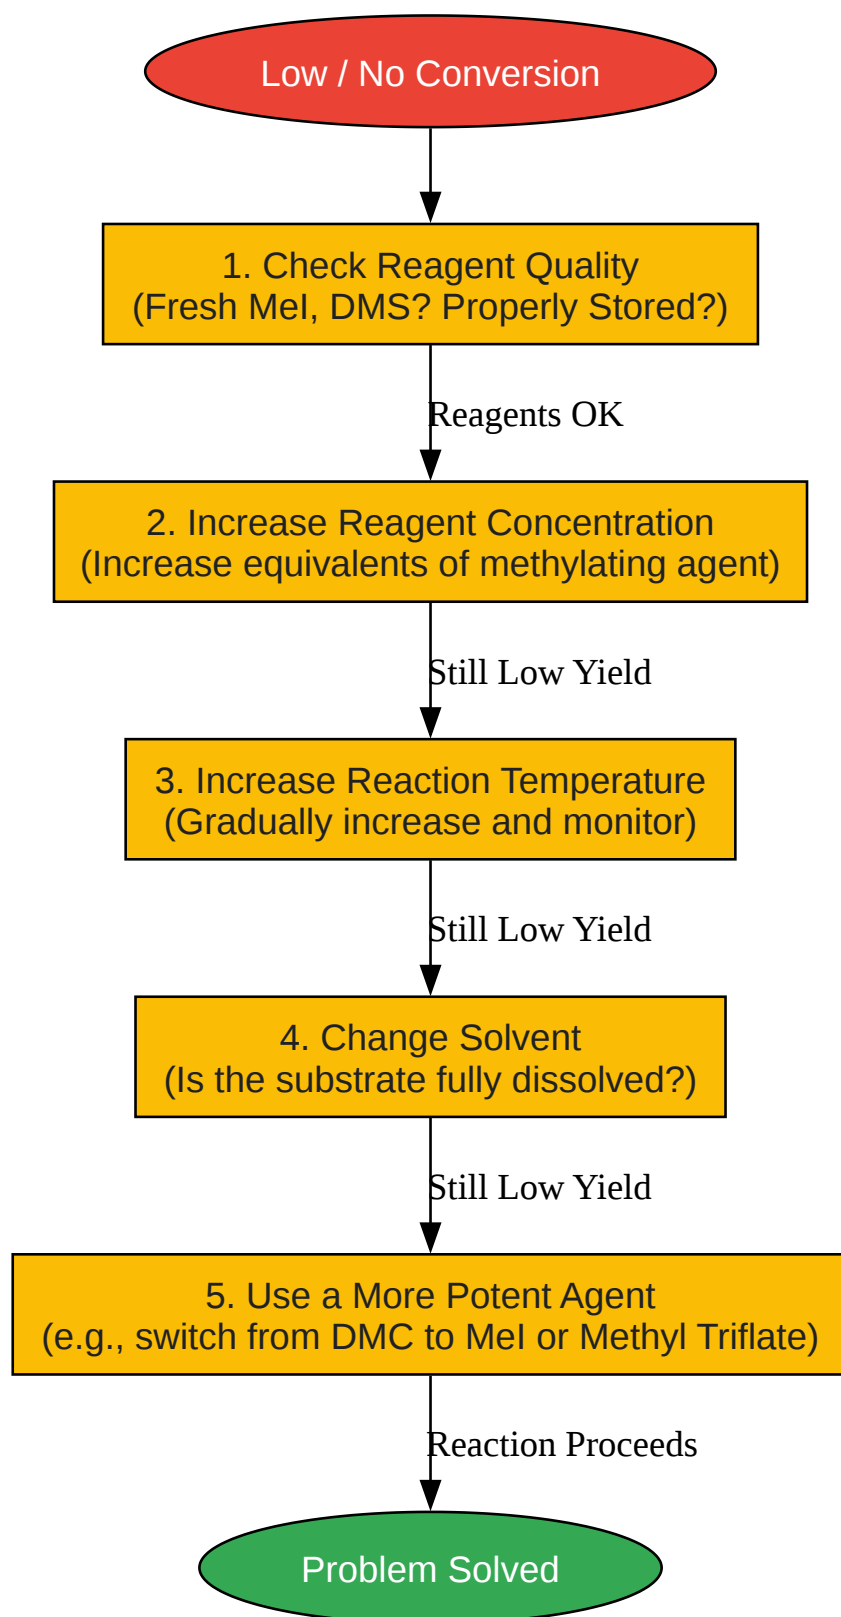 Low / No Conversion
1. Check Reagent Quality
(Fresh MeI, DMS? Properly Stored?)
Reagents OK
2. Increase Reagent Concentration
(Increase equivalents of methylating agent)
Still Low Yield
3. Increase Reaction Temperature
(Gradually increase and monitor)
Still Low Yield
4. Change Solvent
(Is the substrate fully dissolved?)
Still Low Yield
5. Use a More Potent Agent
(e.g., switch from DMC to MeI or Methyl Triflate)
Reaction Proceeds
Problem Solved